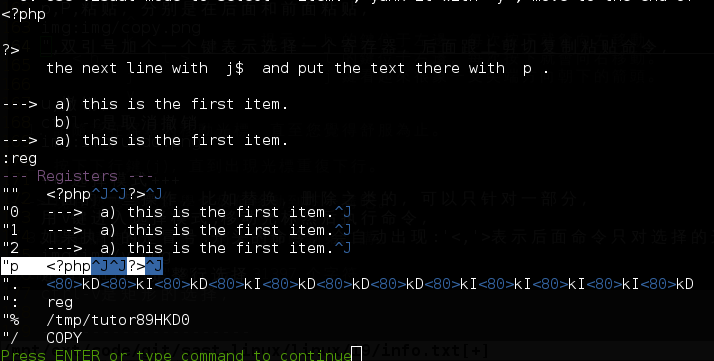 <?php
?>
the next line with  j$  and put the text there with  p .
--->  a) this is the first item.
b)
--->  a) this is the first item.
:reg
--- Registers ---
""   <?php^J^J?>^J
"0   --->  a) this is the first item.^J
"1   --->  a) this is the first item.^J
"2   --->  a) this is the first item.^J
"p   <?php^J^J?>^J
".   <80>kD<80>kI<80>kD<80>kI<80>kD<80>kD<80>kI<80>kD<80>kI<80>kI<80>kI<80>kD
":   reg
"%   /tmp/tutor89HKD0
"/   COPY
Press ENTER or type command to continue